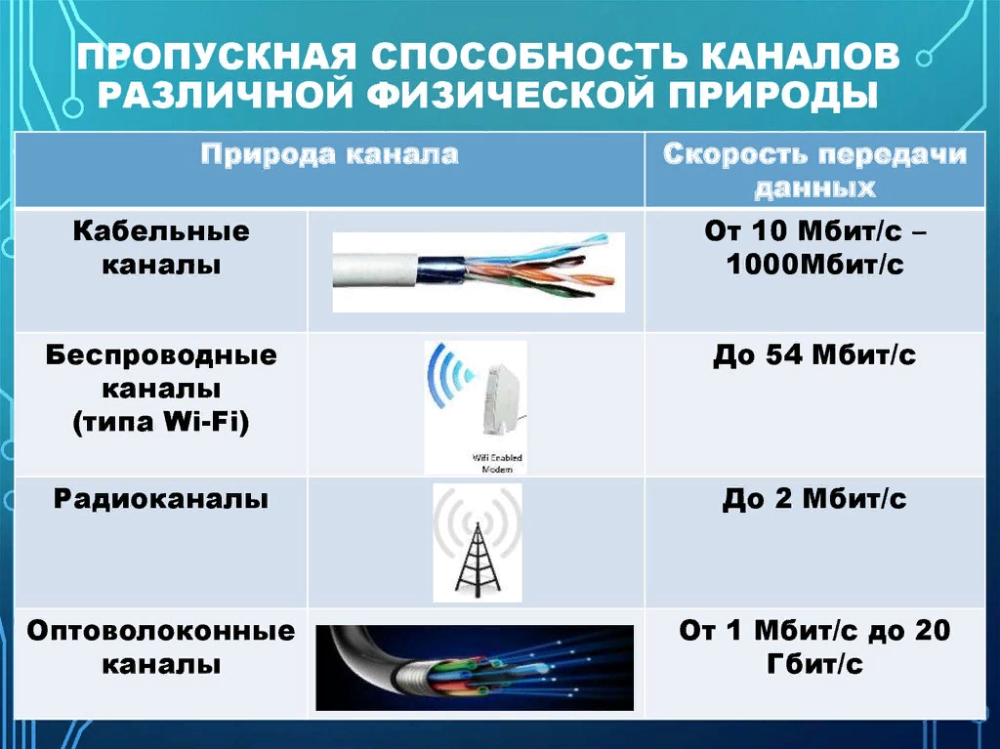 ПРОПУСКНАЯ СПОСОБНОСТЬ КАНАЛОВ
РАЗЛИЧНОЙ ФИЗИЧЕСКОЙ ПРИРОДЫ
Природа канала
Скорость передачи
данных
Кабельные
каналы
От 10 Мбит/с –
1000Мбит/с
Беспроводные
каналы
(типа Wi-Fi)
Wifi Enabled
Modem
До 54 Мбит/с
Радиоканалы
До 2 Мбит/с
Оптоволоконные
каналы
От 1 Мбит/с до 20
Гбит/с